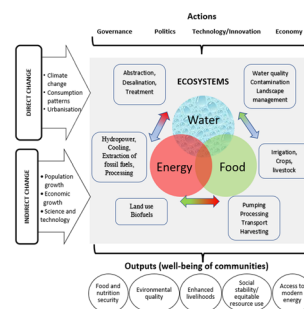 Actions
Governance Politics Technology/Innovation Economy
DIRECT CHANGE
• Climate
change
• Consumption
patterns
• Urbanisation
INDIRECT CHANGE
• Population
growth
• Economic
growth
• Science and
technology
ECOSYSTEMS
Abstraction,
Desalination,
Treatment
Water quality
Contamination
Landscape
management
Water
Energy
Food
Hydropower,
Cooling,
Extraction of
fossil fuels,
Processing
Irrigation,
Crops,
livestock
Land use
Biofuels
Pumping
Processing
Transport
Harvesting
Outputs (well-being of communities)
Food and
nutrition
security
Environmental
quality
Enhanced
livelihoods
Social
stability/
equitable
resource use
Access to
modern
energy